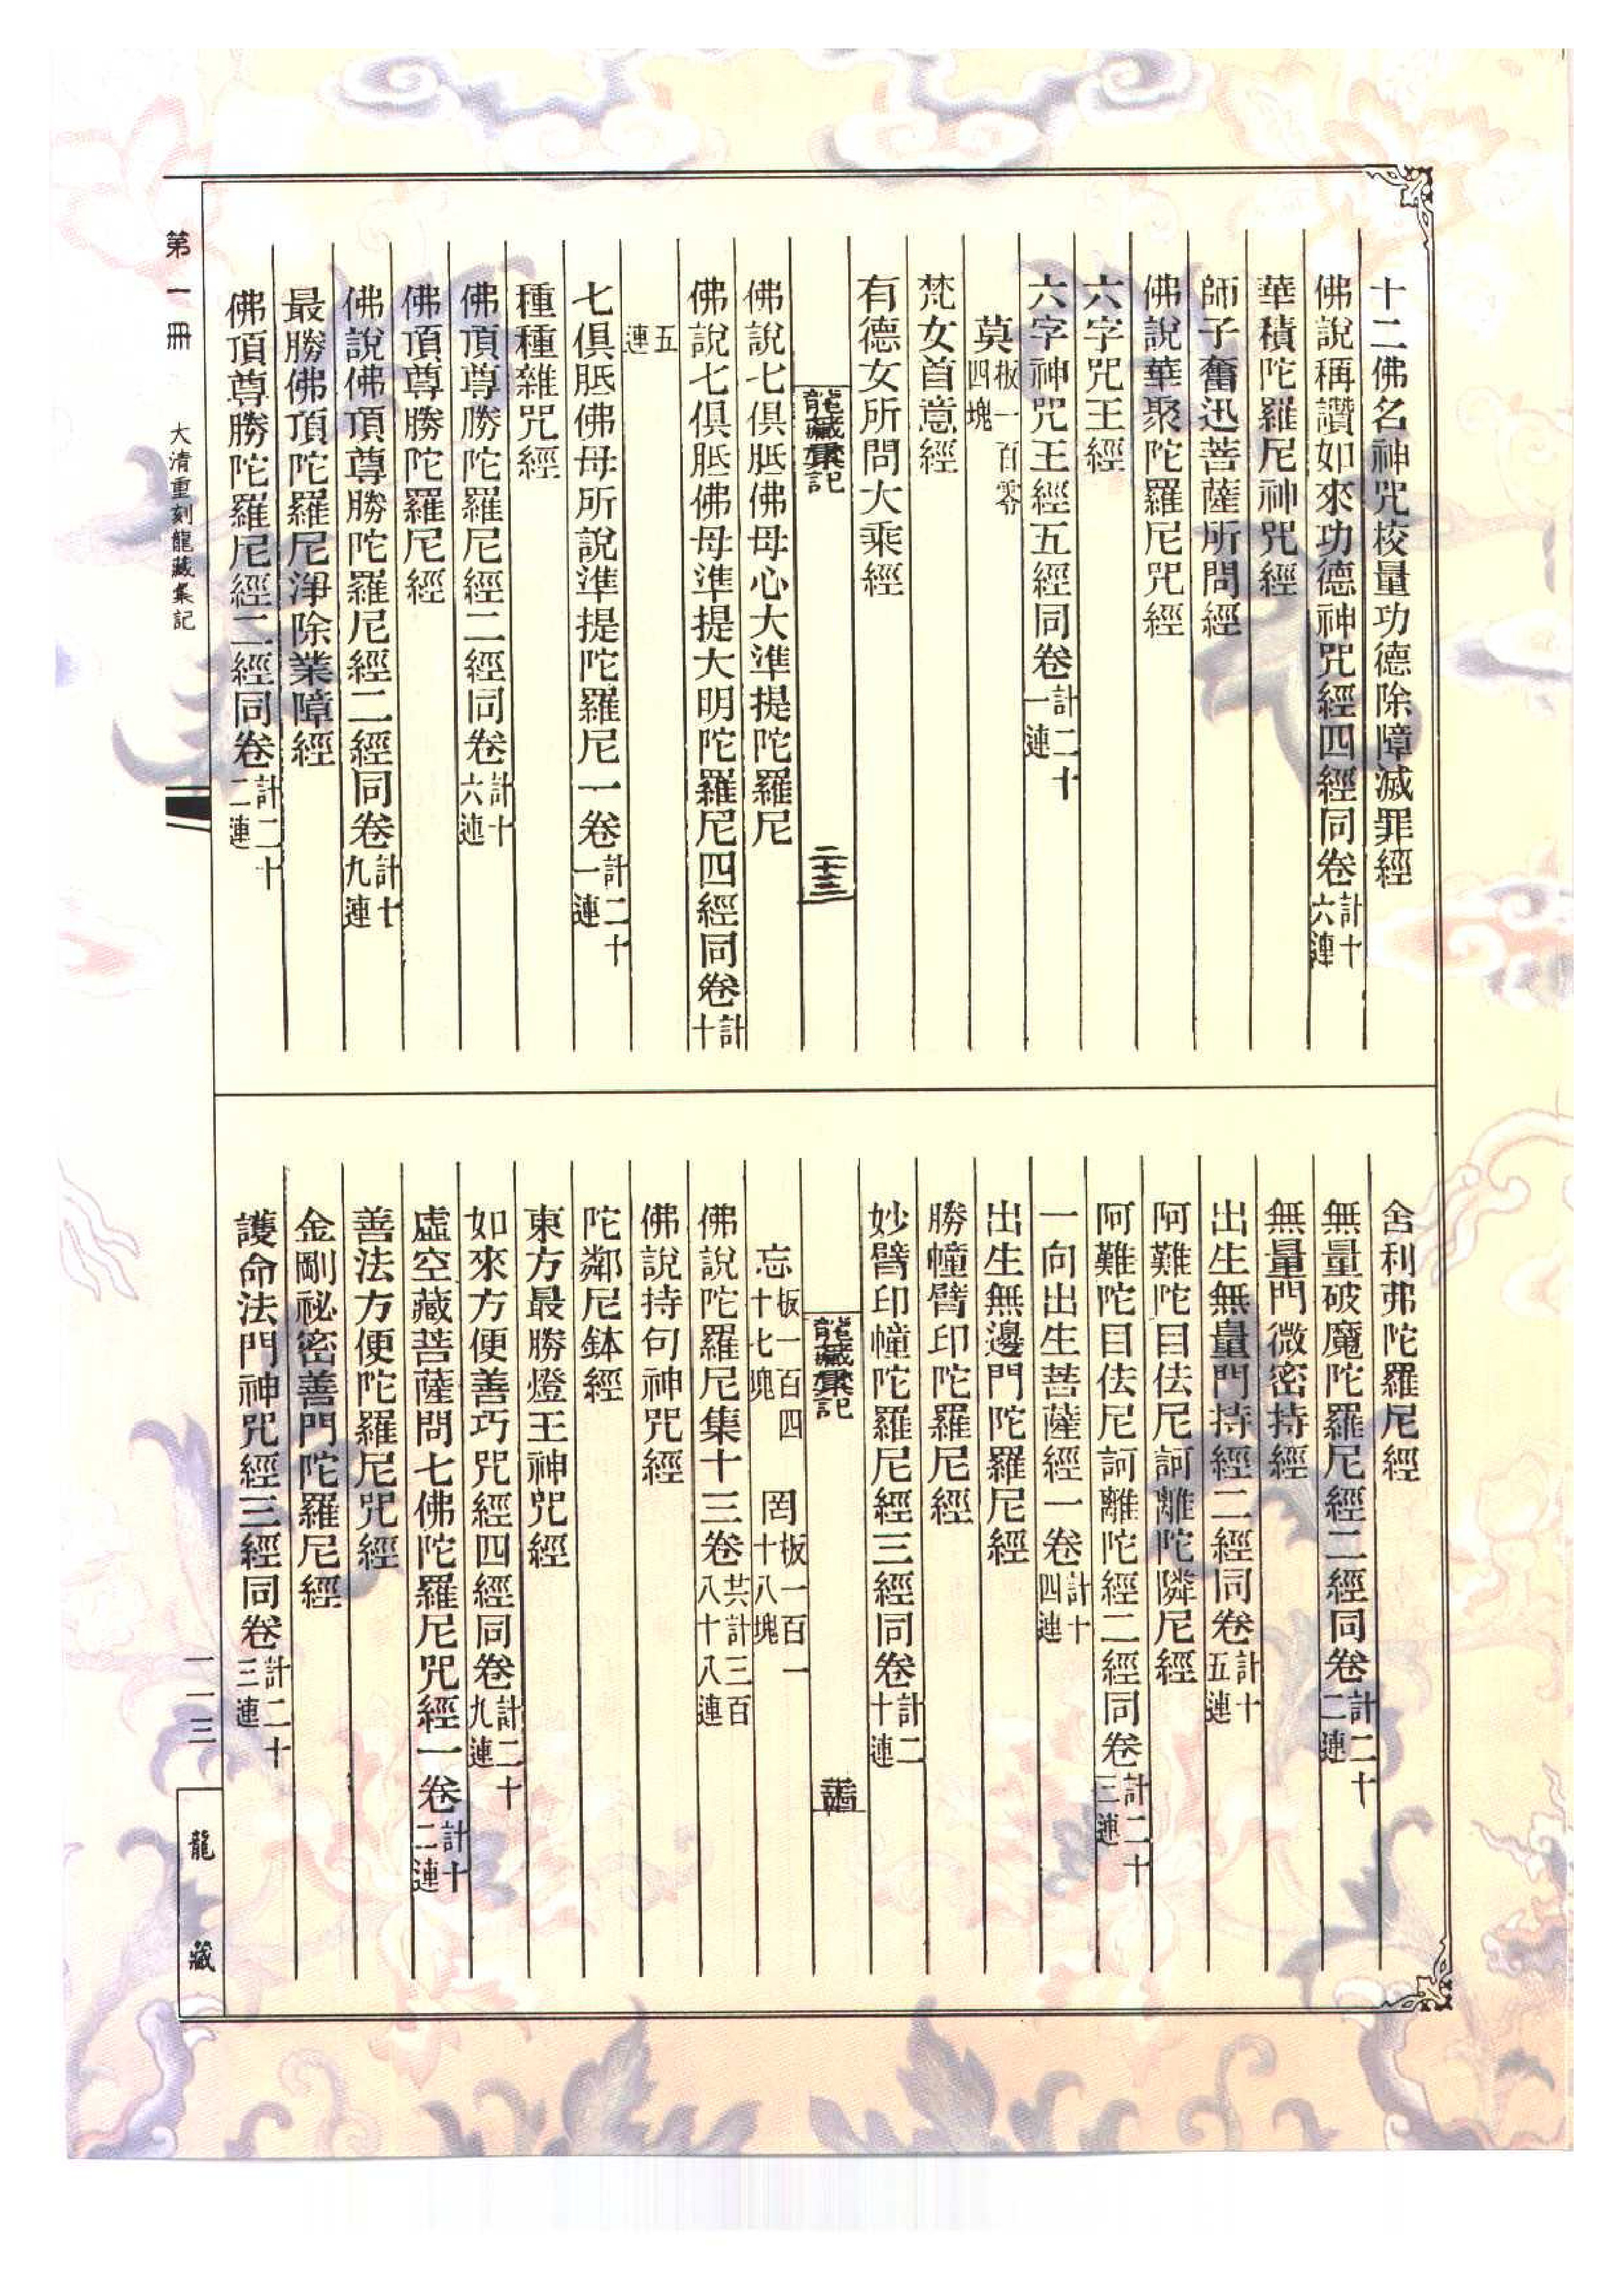 十二佛名神咒校量功德除障滅罪經
佛說稱讚如來功德神咒經四經同卷計十六連
華積陀羅尼神咒經
師子奮迅菩薩所問經
佛說華聚陀羅尼咒經
六字咒王經
六字神咒王經五經同卷計二十一連
莫板一百零四塊
梵女首意經
有德女所問大乘經
龍藏彙記 二十三
佛說七俱胝佛母心大準提陀羅尼
佛說七俱胝佛母準提大明陀羅尼四經同卷計十
五連
七俱胝佛母所說準提陀羅尼一卷計二十一連
種種雜咒經
佛頂尊勝陀羅尼經二經同卷計十六連
佛頂尊勝陀羅尼經
佛說佛頂尊勝陀羅尼經二經同卷計十九連
最勝佛頂陀羅尼淨除業障經
佛頂尊勝陀羅尼經二經同卷計二十二連
舍利弗陀羅尼經
無量破魔陀羅尼經二經同卷計二十二連
無量門微密持經
出生無量門持經二經同卷計十五連
阿難陀目佉尼訶離陀隣尼經
阿難陀目佉尼訶離陀經二經同卷計二十三連
一向出生菩薩經一卷計十四連
出生無邊門陀羅尼經
勝幢臂印陀羅尼經
妙臂印幢陀羅尼經三經同卷計二十連
龍藏彙記
忘板一百四十七塊 罔板一百一十八塊
佛說陀羅尼集十三卷共計三百八十八連
佛說持句神咒經
陀鄰尼鉢經
東方最勝燈王神咒經
如來方便善巧咒經四經同卷計二十九連
虛空藏菩薩問七佛陀羅尼咒經一卷計十二連
善法方便陀羅尼咒經
金剛祕密善門陀羅尼經
護命法門神咒經三經同卷計二十三連
第一冊 大清重刻龍藏彙記 一一三 龍藏